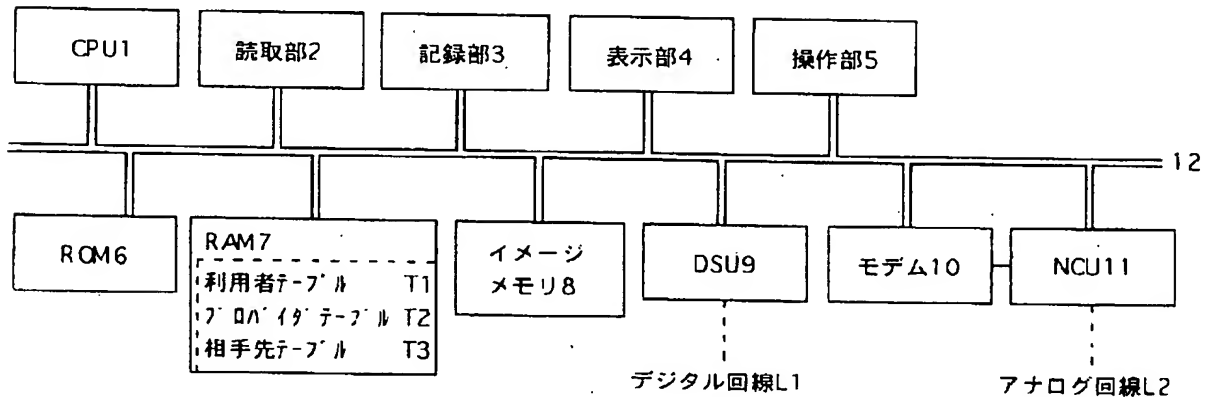 CPU1
読取部2
記録部3
表示部4
操作部5
12
ROM6
RAM7
利用者テーブル T1
プロバイダテーブル T2
相手先テーブル T3
イメージ
メモリ8
DSU9
モデム10
NCU11
デジタル回線L1
アナログ回線L2